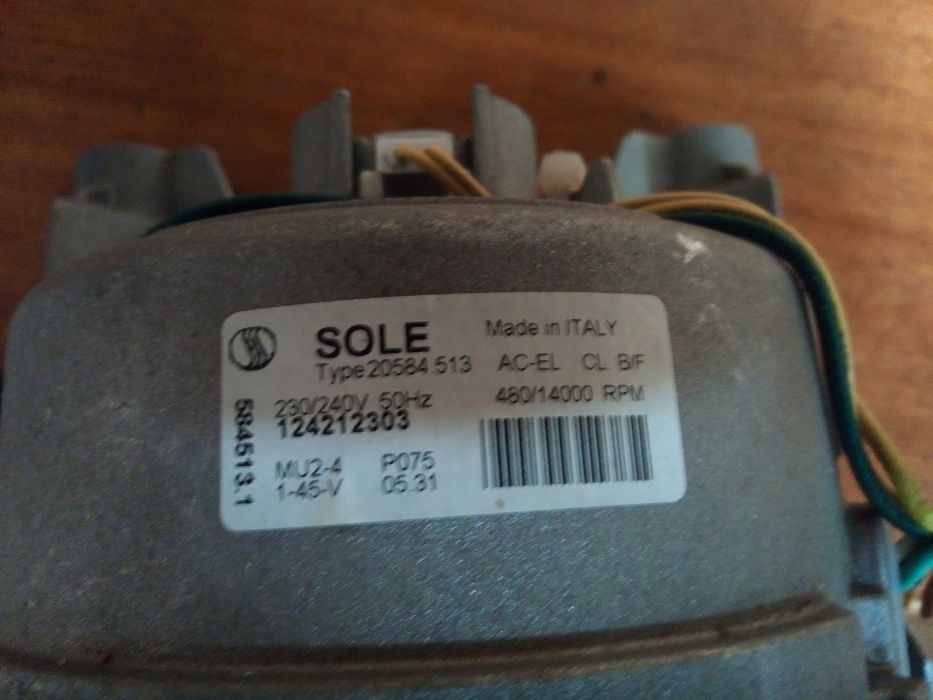 SOLE Made in ITALY
Type 20584.513 AC-EL CL B/F
230/240V 50Hz 480/14000 RPM
124212303
MU2-4 P075
1-45-V 05.31
584513.1